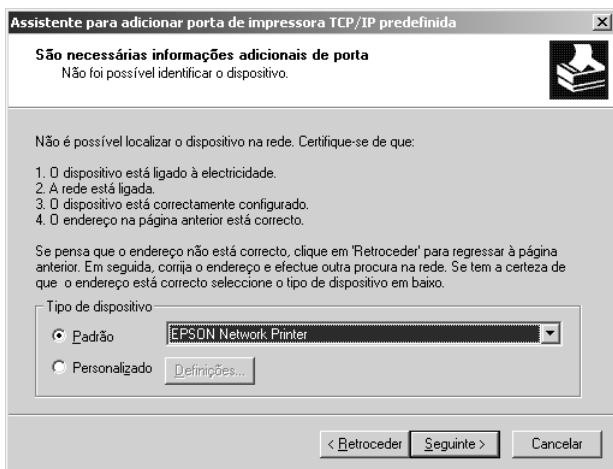 Assistente para adicionar porta de impressora TCP/IP predefinida
São necessárias informações adicionais de porta
Não foi possível identificar o dispositivo.
Não é possível localizar o dispositivo na rede. Certifique-se de que:
1. O dispositivo está ligado à electricidade.
2. A rede está ligada.
3. O dispositivo está correctamente configurado.
4. O endereço na página anterior está correcto.
Se pensa que o endereço não está correcto, clique em 'Retroceder' para regressar à página
anterior. Em seguida, corrija o endereço e efectue outra procura na rede. Se tem a certeza de
que o endereço está correcto seleccione o tipo de dispositivo em baixo.
Tipo de dispositivo
Padrão
EPSON Network Printer
Personalizado
Definições...
< Retroceder
Seguinte >
Cancelar